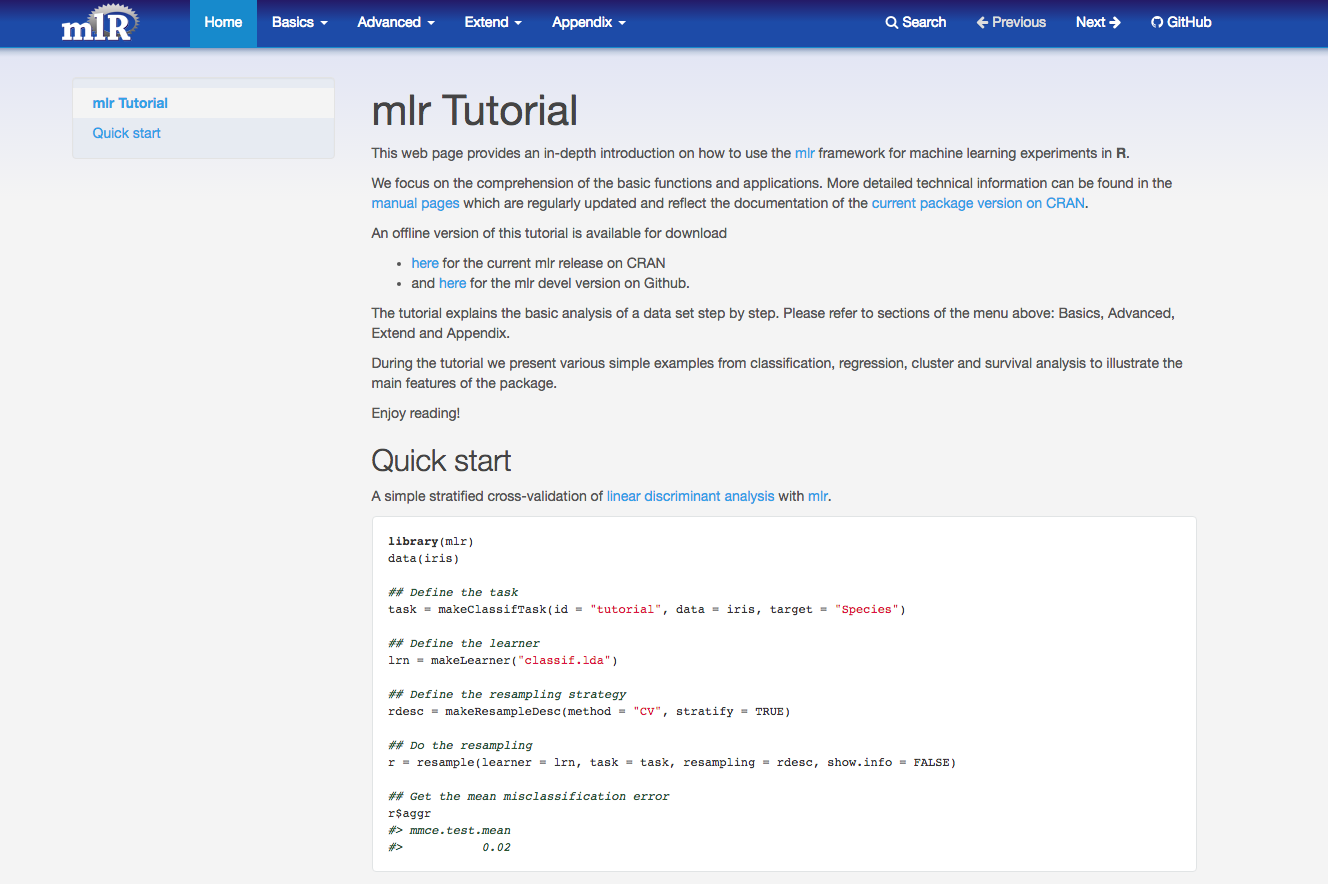 mlR Home Basics Advanced Extend Appendix Search Previous Next GitHub
mlr Tutorial
Quick start
mlr Tutorial
This web page provides an in-depth introduction on how to use the mlr framework for machine learning experiments in R.
We focus on the comprehension of the basic functions and applications. More detailed technical information can be found in the
manual pages which are regularly updated and reflect the documentation of the current package version on CRAN.
An offline version of this tutorial is available for download
• here for the current mlr release on CRAN
• and here for the mlr devel version on Github.
The tutorial explains the basic analysis of a data set step by step. Please refer to sections of the menu above: Basics, Advanced,
Extend and Appendix.
During the tutorial we present various simple examples from classification, regression, cluster and survival analysis to illustrate the
main features of the package.
Enjoy reading!
Quick start
A simple stratified cross-validation of linear discriminant analysis with mlr.
library(mlr)
data(iris)
## Define the task
task = makeClassifTask(id = "tutorial", data = iris, target = "Species")
## Define the learner
lrn = makeLearner("classif.lda")
## Define the resampling strategy
rdesc = makeResampleDesc(method = "CV", stratify = TRUE)
## Do the resampling
r = resample(learner = lrn, task = task, resampling = rdesc, show.info = FALSE)
## Get the mean misclassification error
r$aggr
#> mmce.test.mean
#>           0.02